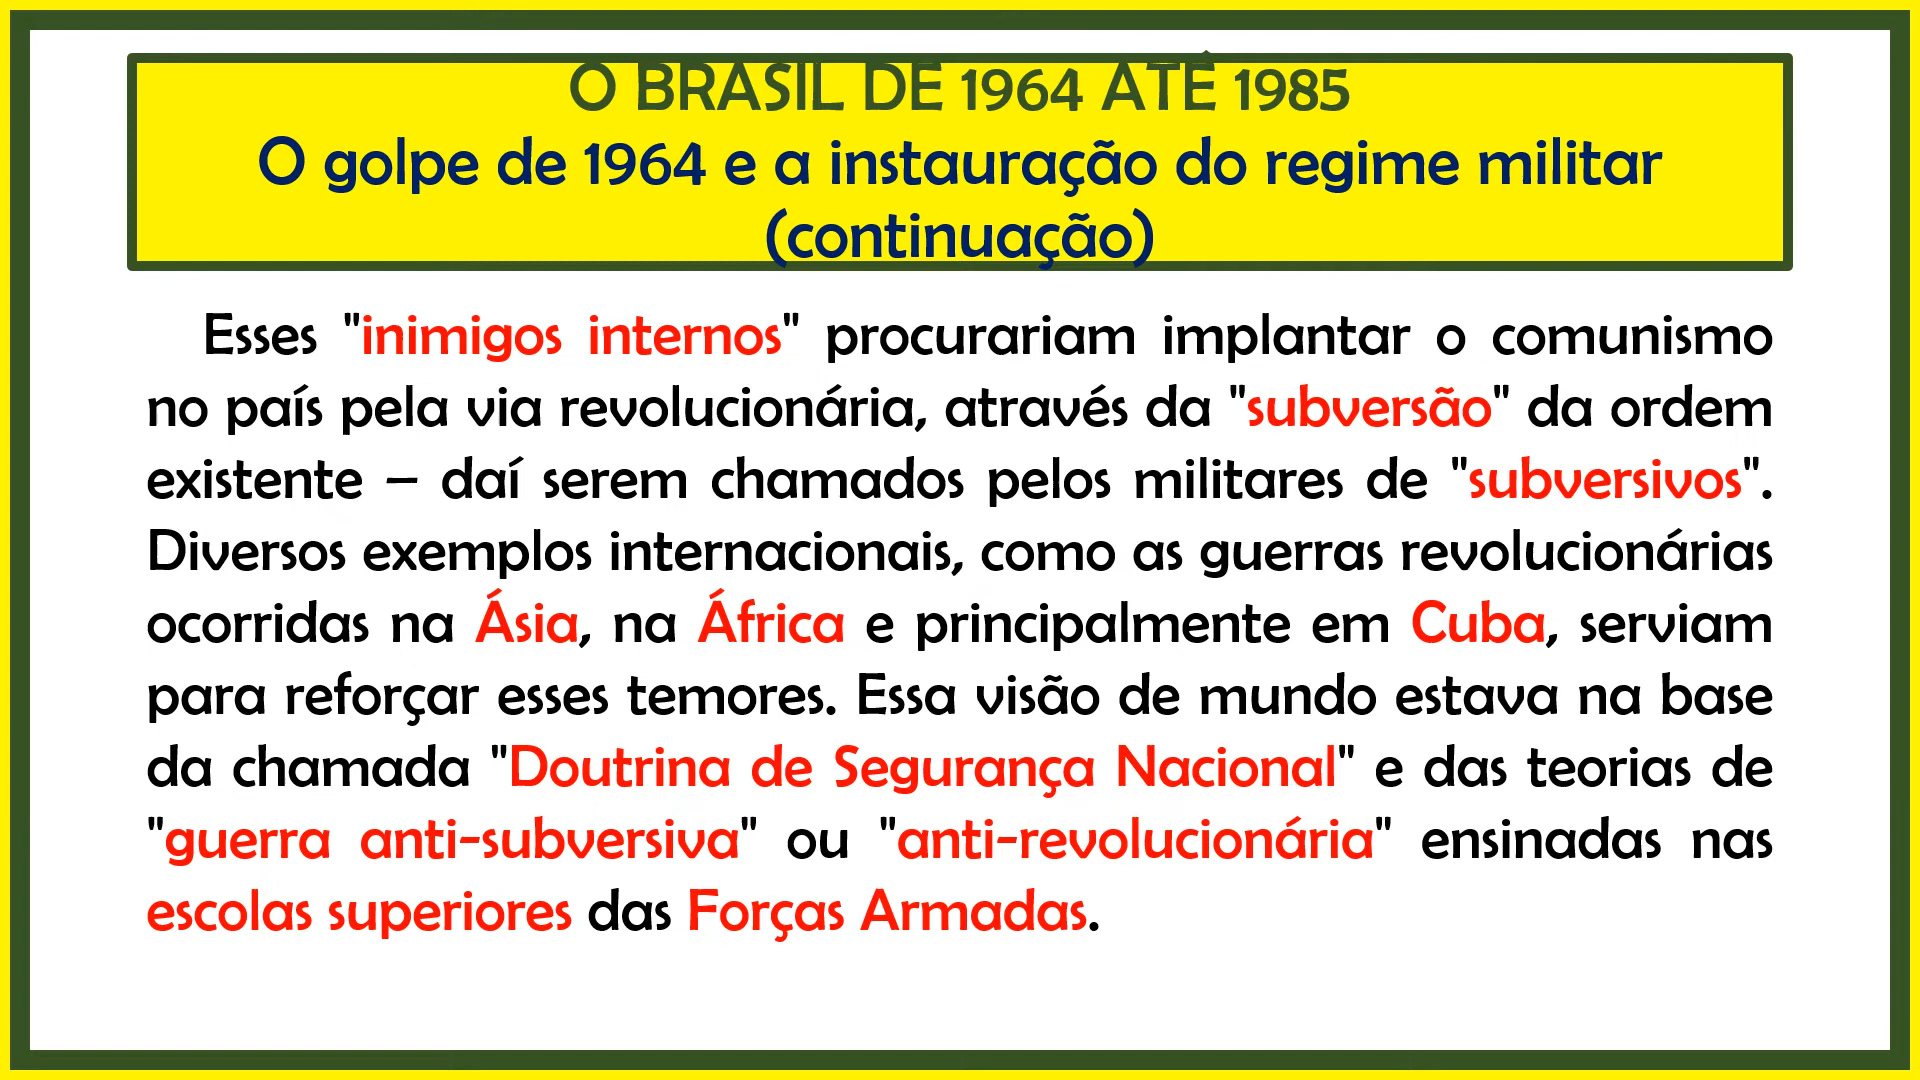 O BRASIL DE 1964 ATÉ 1985
O golpe de 1964 e a instauração do regime militar
(continuação)
Esses "inimigos internos" procurariam implantar o comunismo
no país pela via revolucionária, através da "subversão" da ordem
existente – daí serem chamados pelos militares de "subversivos".
Diversos exemplos internacionais, como as guerras revolucionárias
ocorridas na Ásia, na África e principalmente em Cuba, serviam
para reforçar esses temores. Essa visão de mundo estava na base
da chamada "Doutrina de Segurança Nacional" e das teorias de
"guerra anti-subversiva" ou "anti-revolucionária" ensinadas nas
escolas superiores das Forças Armadas.